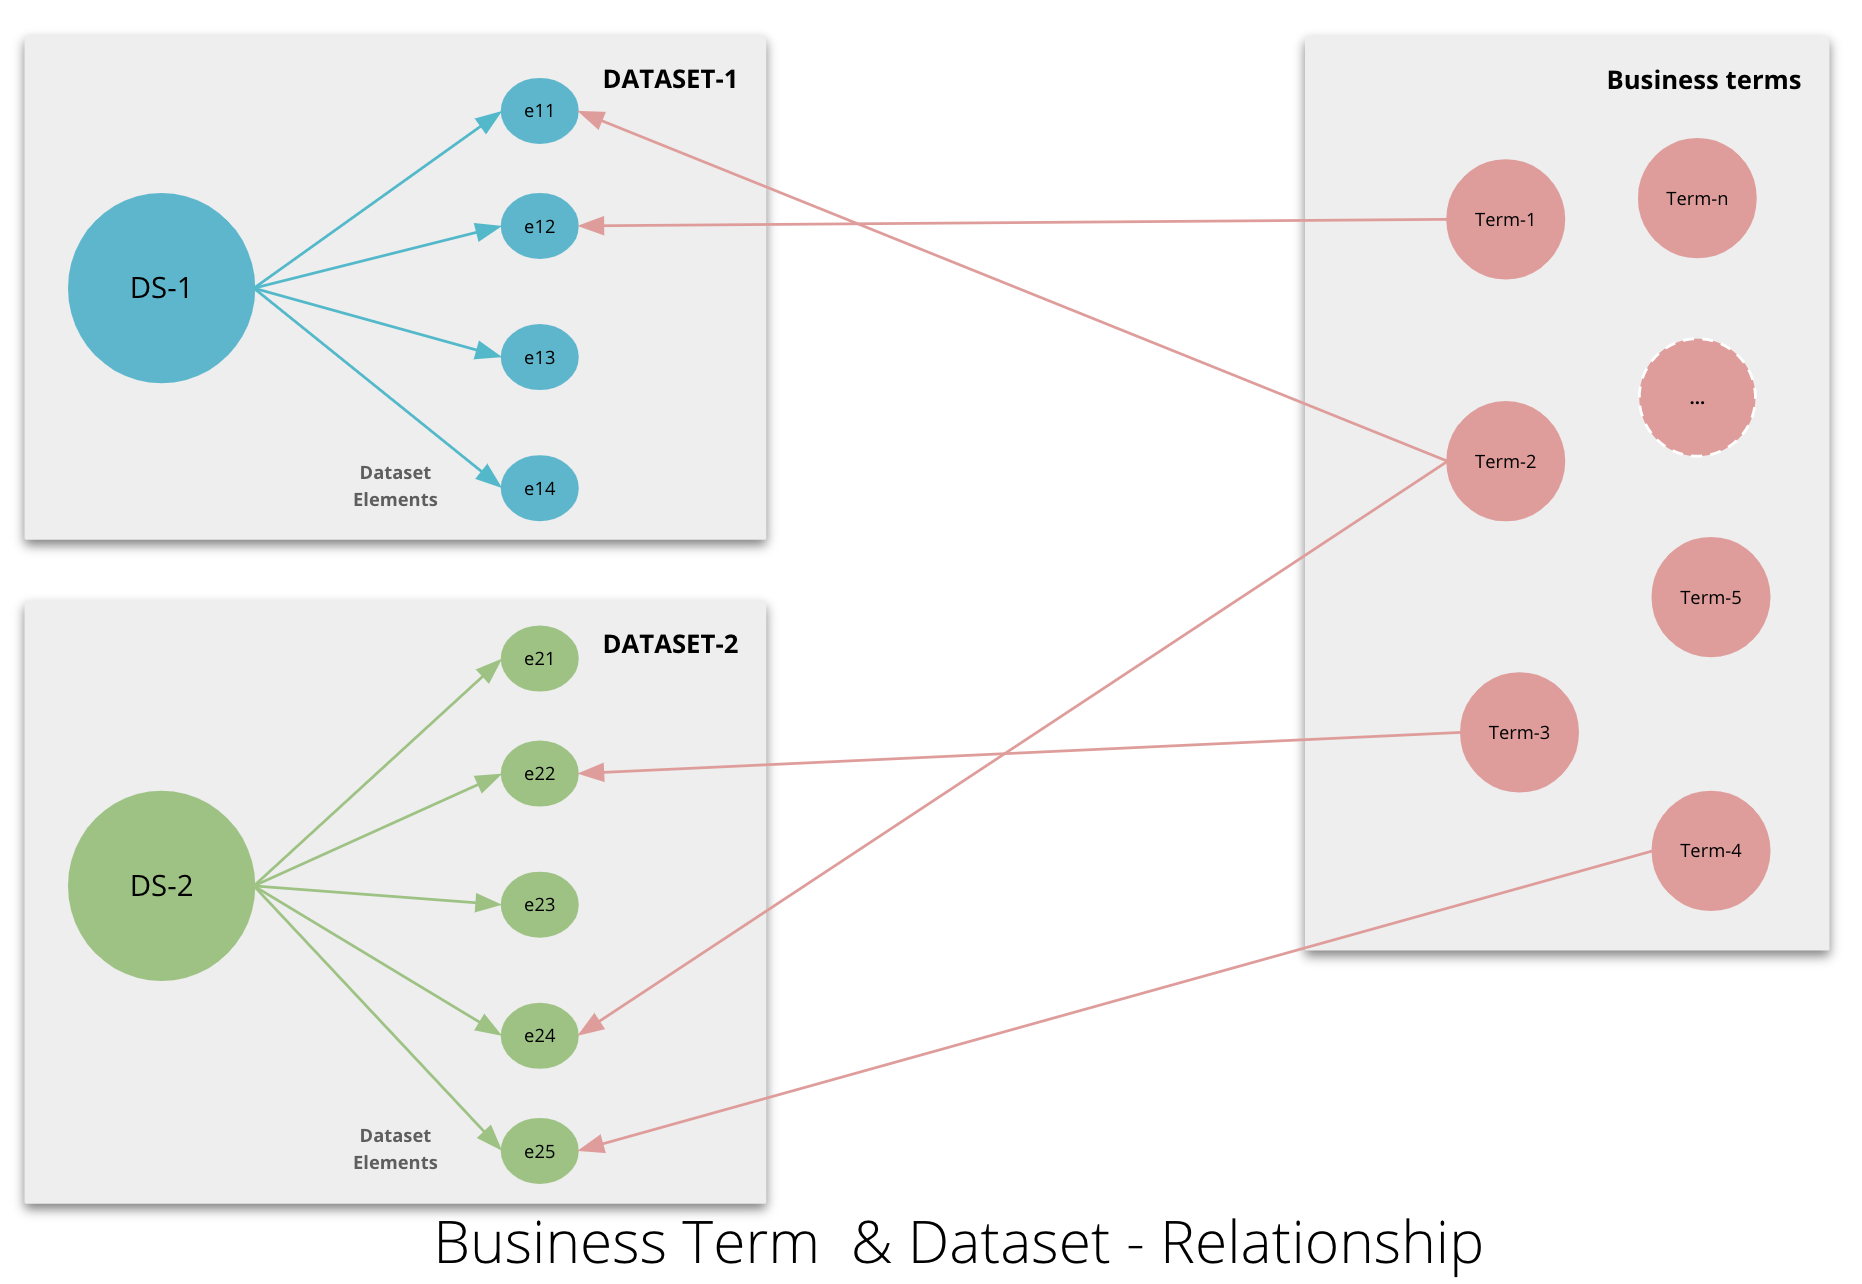 DATASET-1
e11
e12
DS-1
e13
Dataset
Elements
e14
DATASET-2
e21
e22
DS-2
e23
e24
Dataset
Elements
e25
Business terms
Term-n
Term-1
...
Term-2
Term-5
Term-3
Term-4
Business Term  & Dataset - Relationship